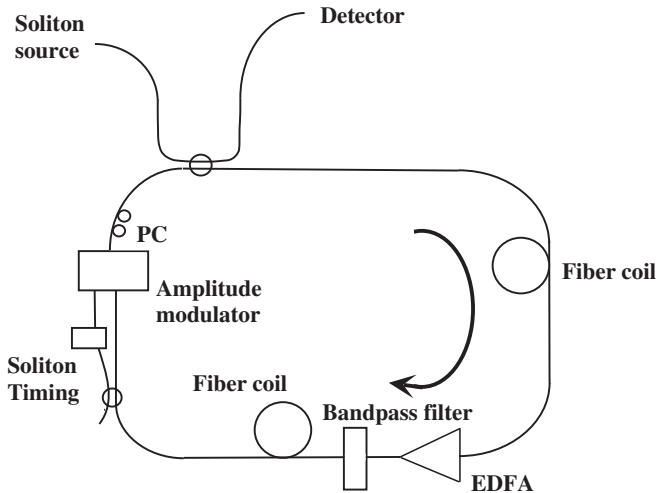 Soliton
source
Detector
PC
Amplitude
modulator
Fiber coil
Soliton
Timing
Fiber coil
Bandpass filter
EDFA